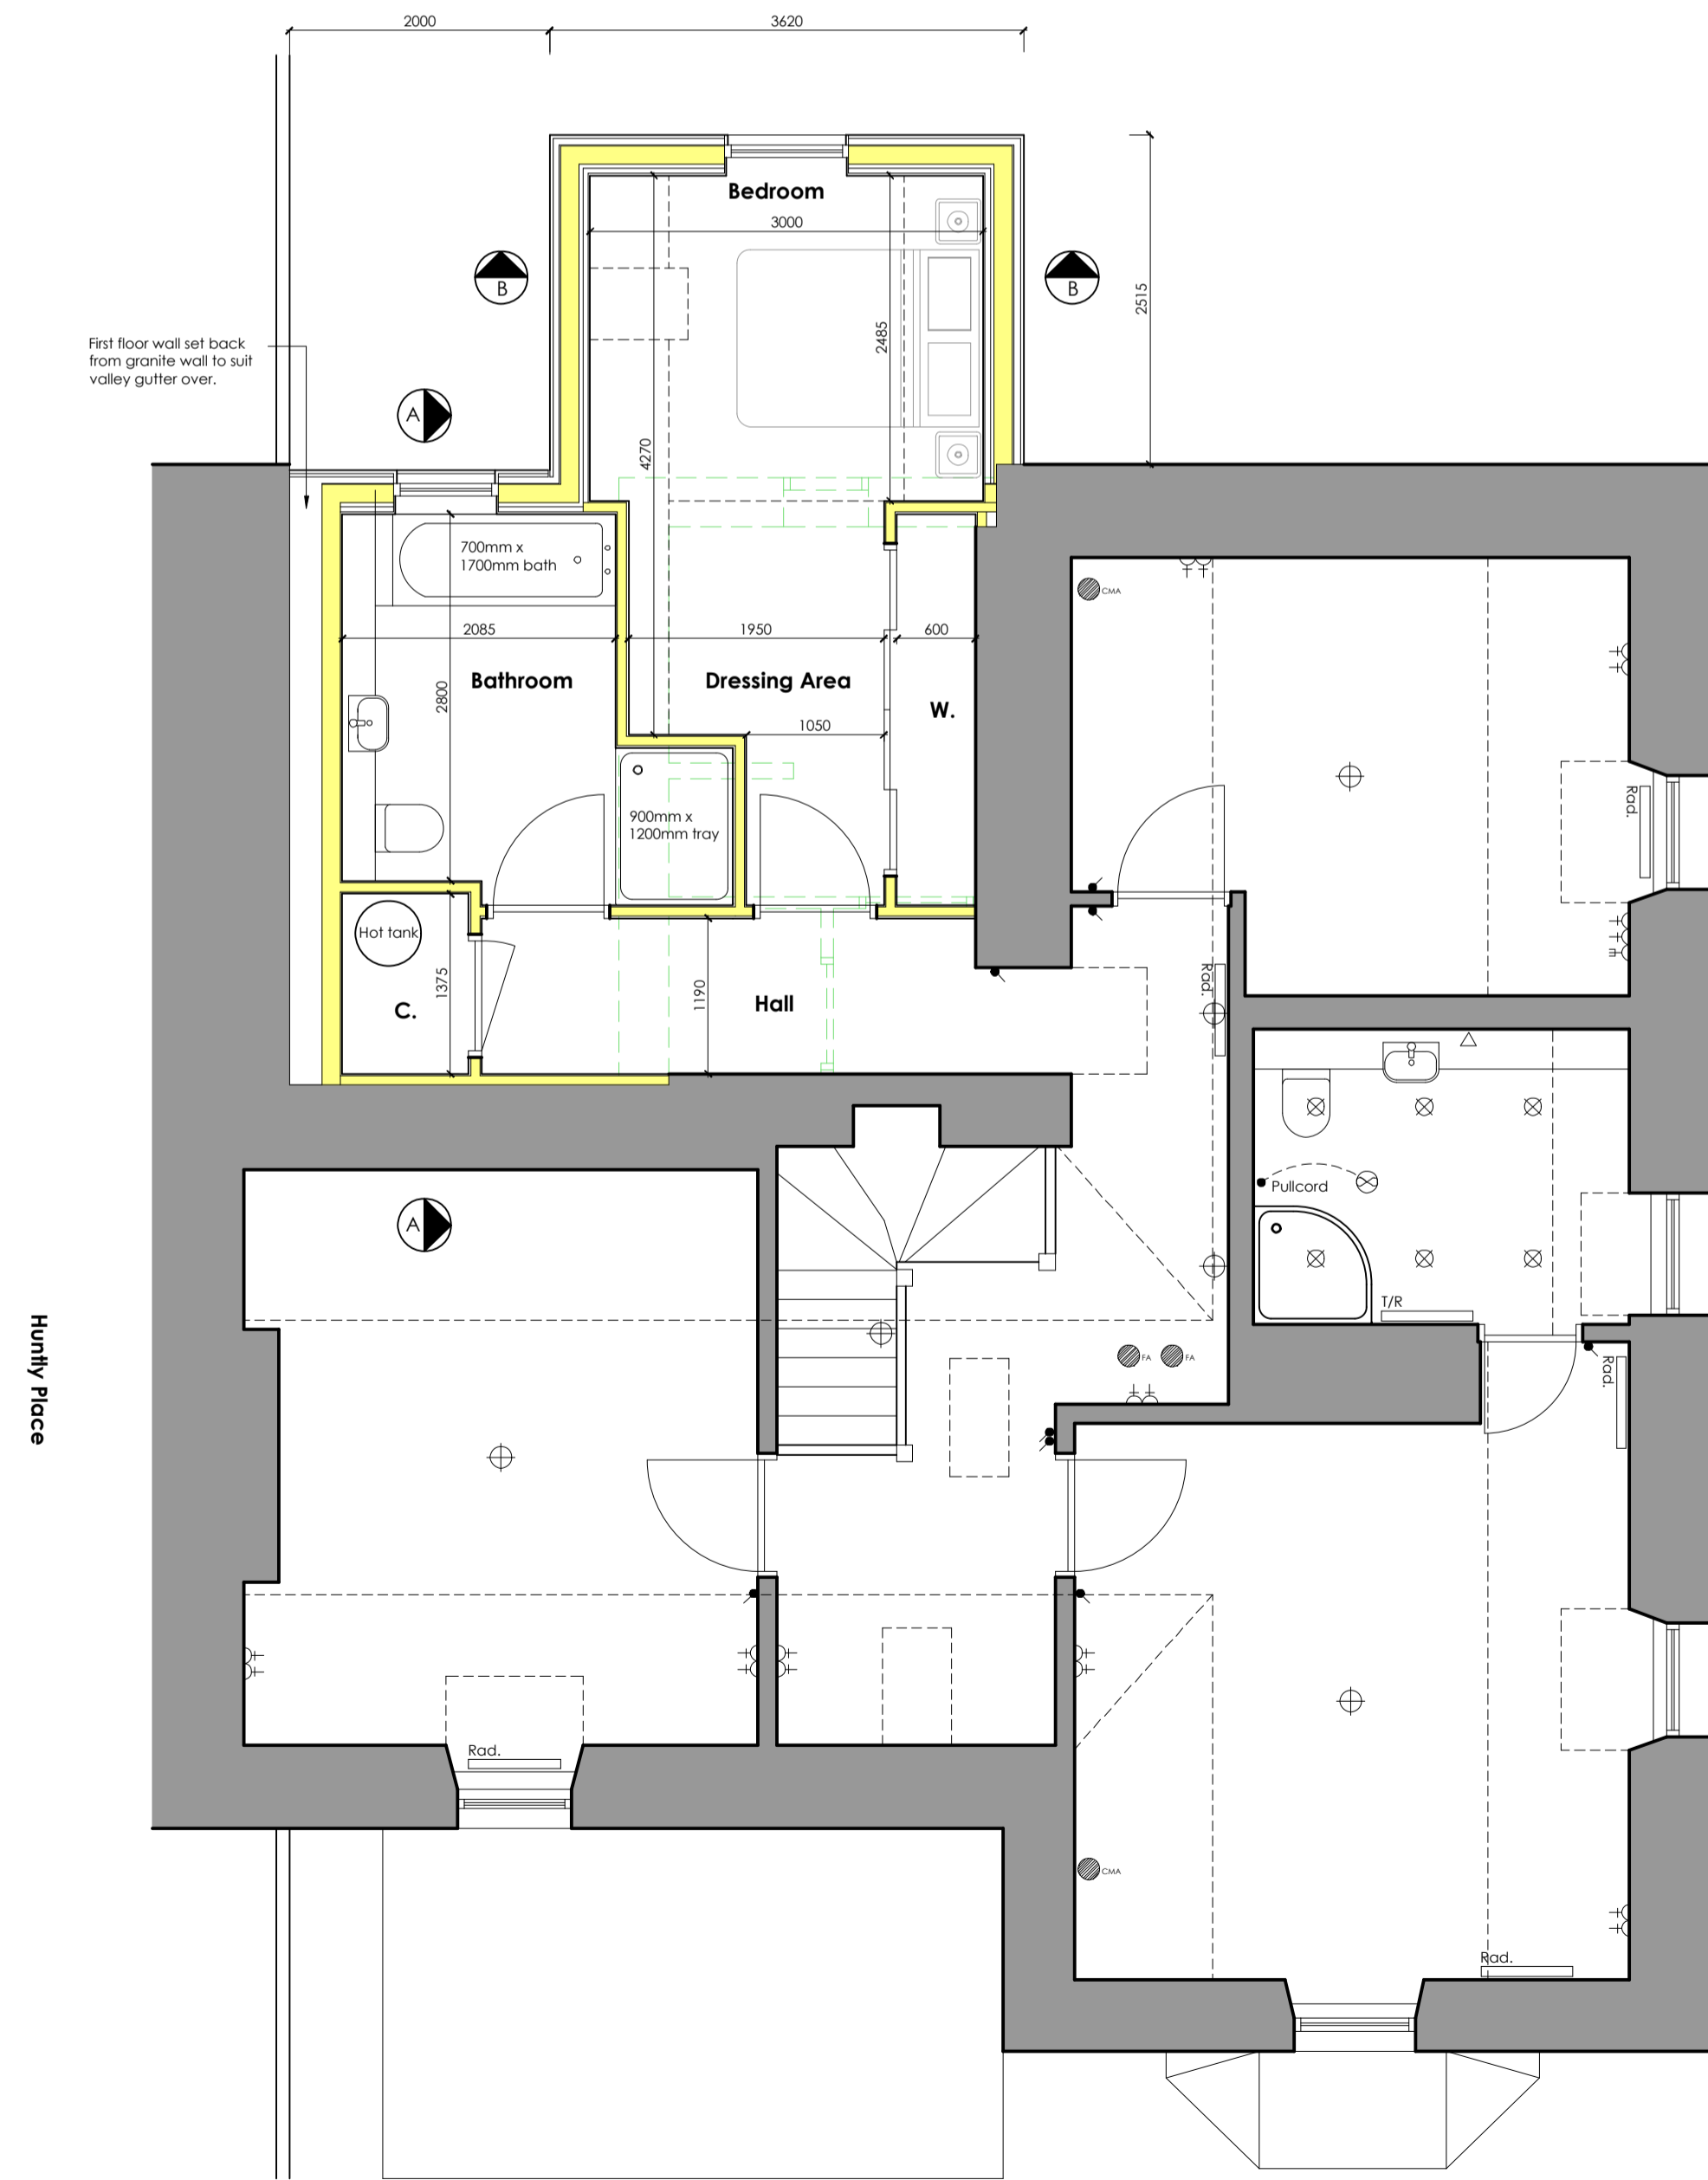 2000
3620
Bedroom
3000
B
B
2515
2485
First floor wall set back
from granite wall to suit
valley gutter over.
A
4270
700mm x
1700mm bath
CMA
2085
1950
600
Bathroom
Dressing Area
2800
W.
1050
Rad.
900mm x
1200mm tray
Hot tank
1375
C.
1190
Hall
Rad.
Pullcord
A
T/R
Huntly Place
FA
FA
Rad.
Rad.
CMA
Rad.